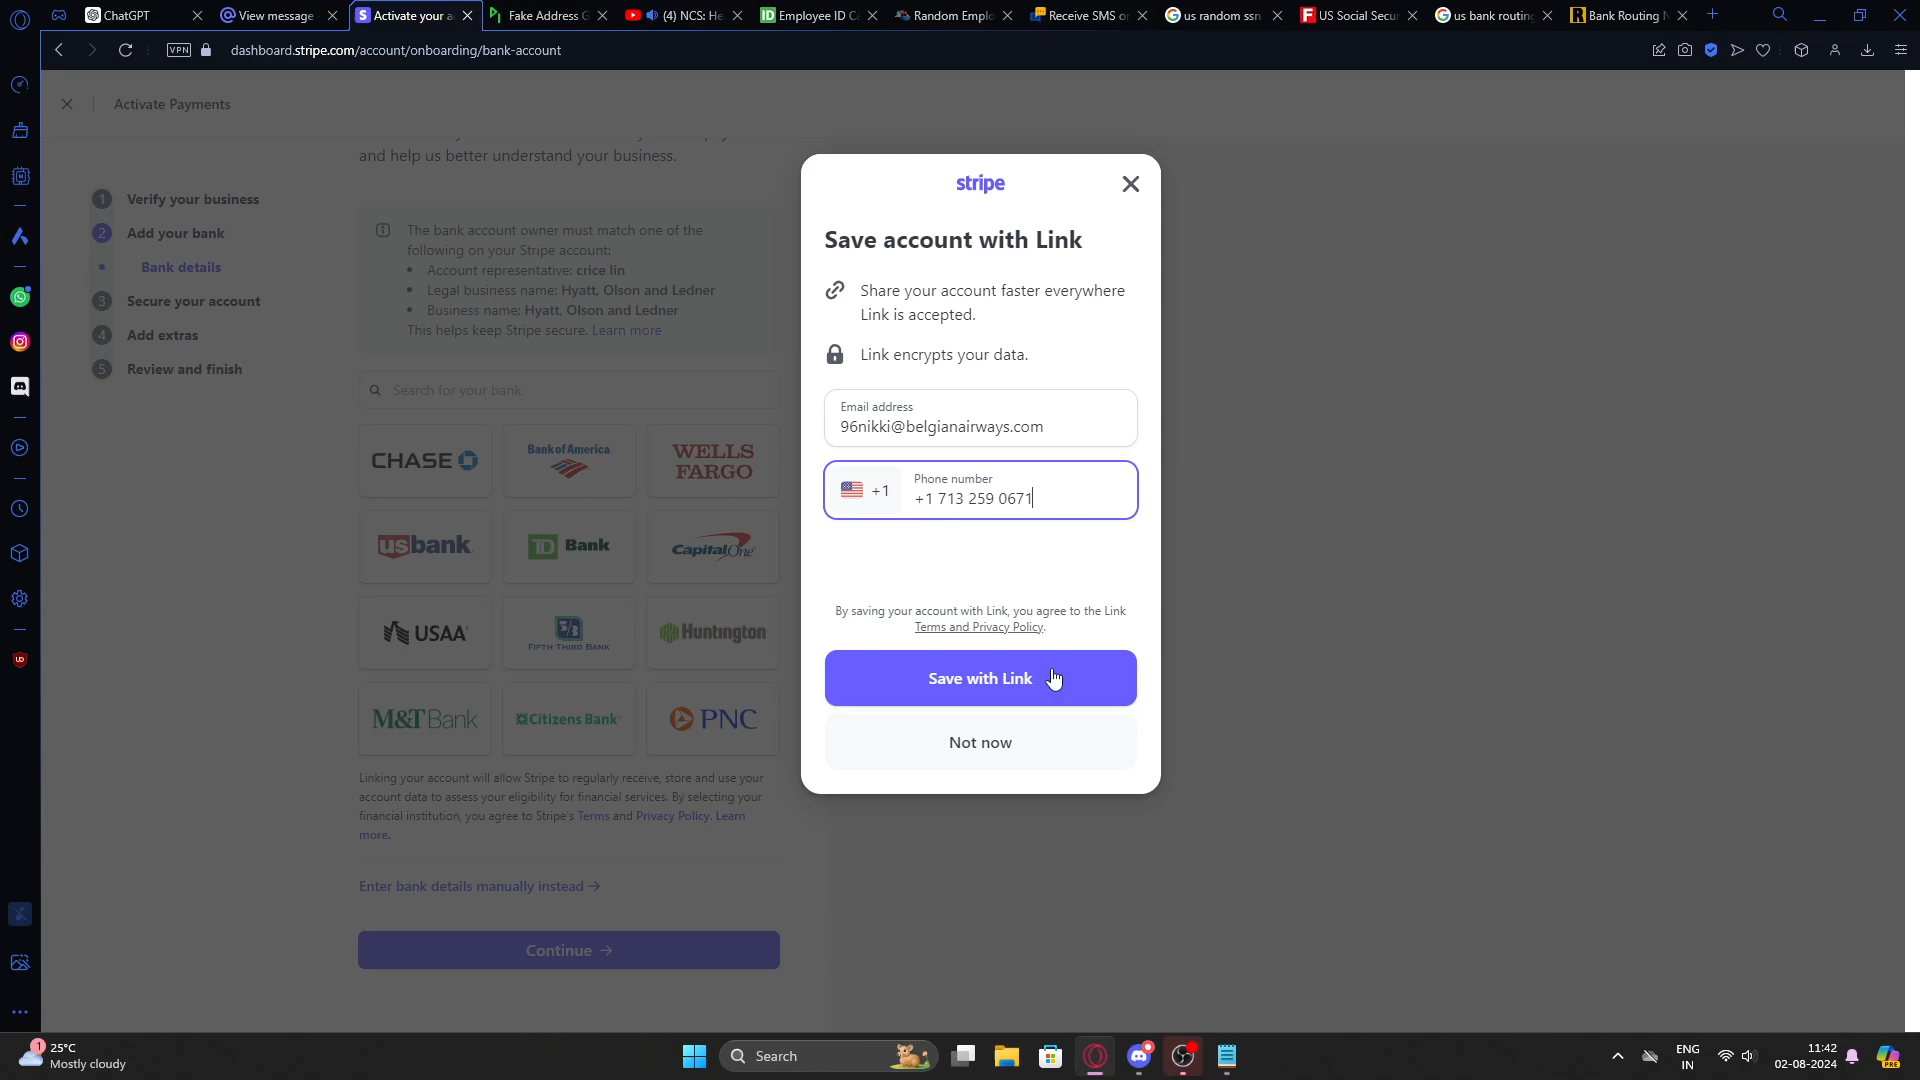 ChatGPT
View message
Activate your ac
Fake Address G
(4) NCS: He
Employee ID Ca
Random Emplo
Receive SMS on
us random ssn
US Social Secur
us bank routing
Bank Routing N
VPN
dashboard.stripe.com/account/onboarding/bank-account
Activate Payments
and help us better understand your business.
1 Verify your business
2 Add your bank
Bank details
3 Secure your account
4 Add extras
5 Review and finish
The bank account owner must match one of the
following on your Stripe account:
• Account representative: crice lin
• Legal business name: Hyatt, Olson and Ledner
• Business name: Hyatt, Olson and Ledner
This helps keep Stripe secure. Learn more
Search for your bank
CHASE
Bank of America
WELLS
FARGO
usbank
TD Bank
Capital One
USAA
FIFTH THIRD BANK
Huntington
M&T Bank
Citizens Bank
PNC
Linking your account will allow Stripe to regularly receive, store and use your
account data to assess your eligibility for financial services. By selecting your
financial institution, you agree to Stripe's Terms and Privacy Policy. Learn
more.
Enter bank details manually instead →
Continue →
stripe
Save account with Link
Share your account faster everywhere
Link is accepted.
Link encrypts your data.
Email address
96nikki@belgianairways.com
+1
Phone number
+1 713 259 0671
By saving your account with Link, you agree to the Link
Terms and Privacy Policy.
Save with Link
Not now
1
25°C
Mostly cloudy
Search
ENG
IN
11:42
02-08-2024
PRE